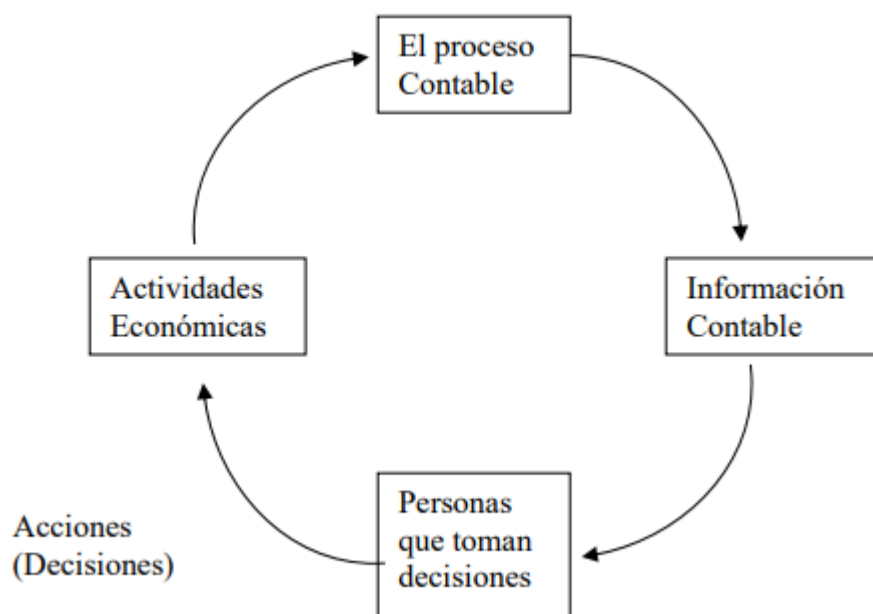 El proceso
Contable
Actividades
Económicas
Información
Contable
Personas
que toman
decisiones
Acciones
(Decisiones)